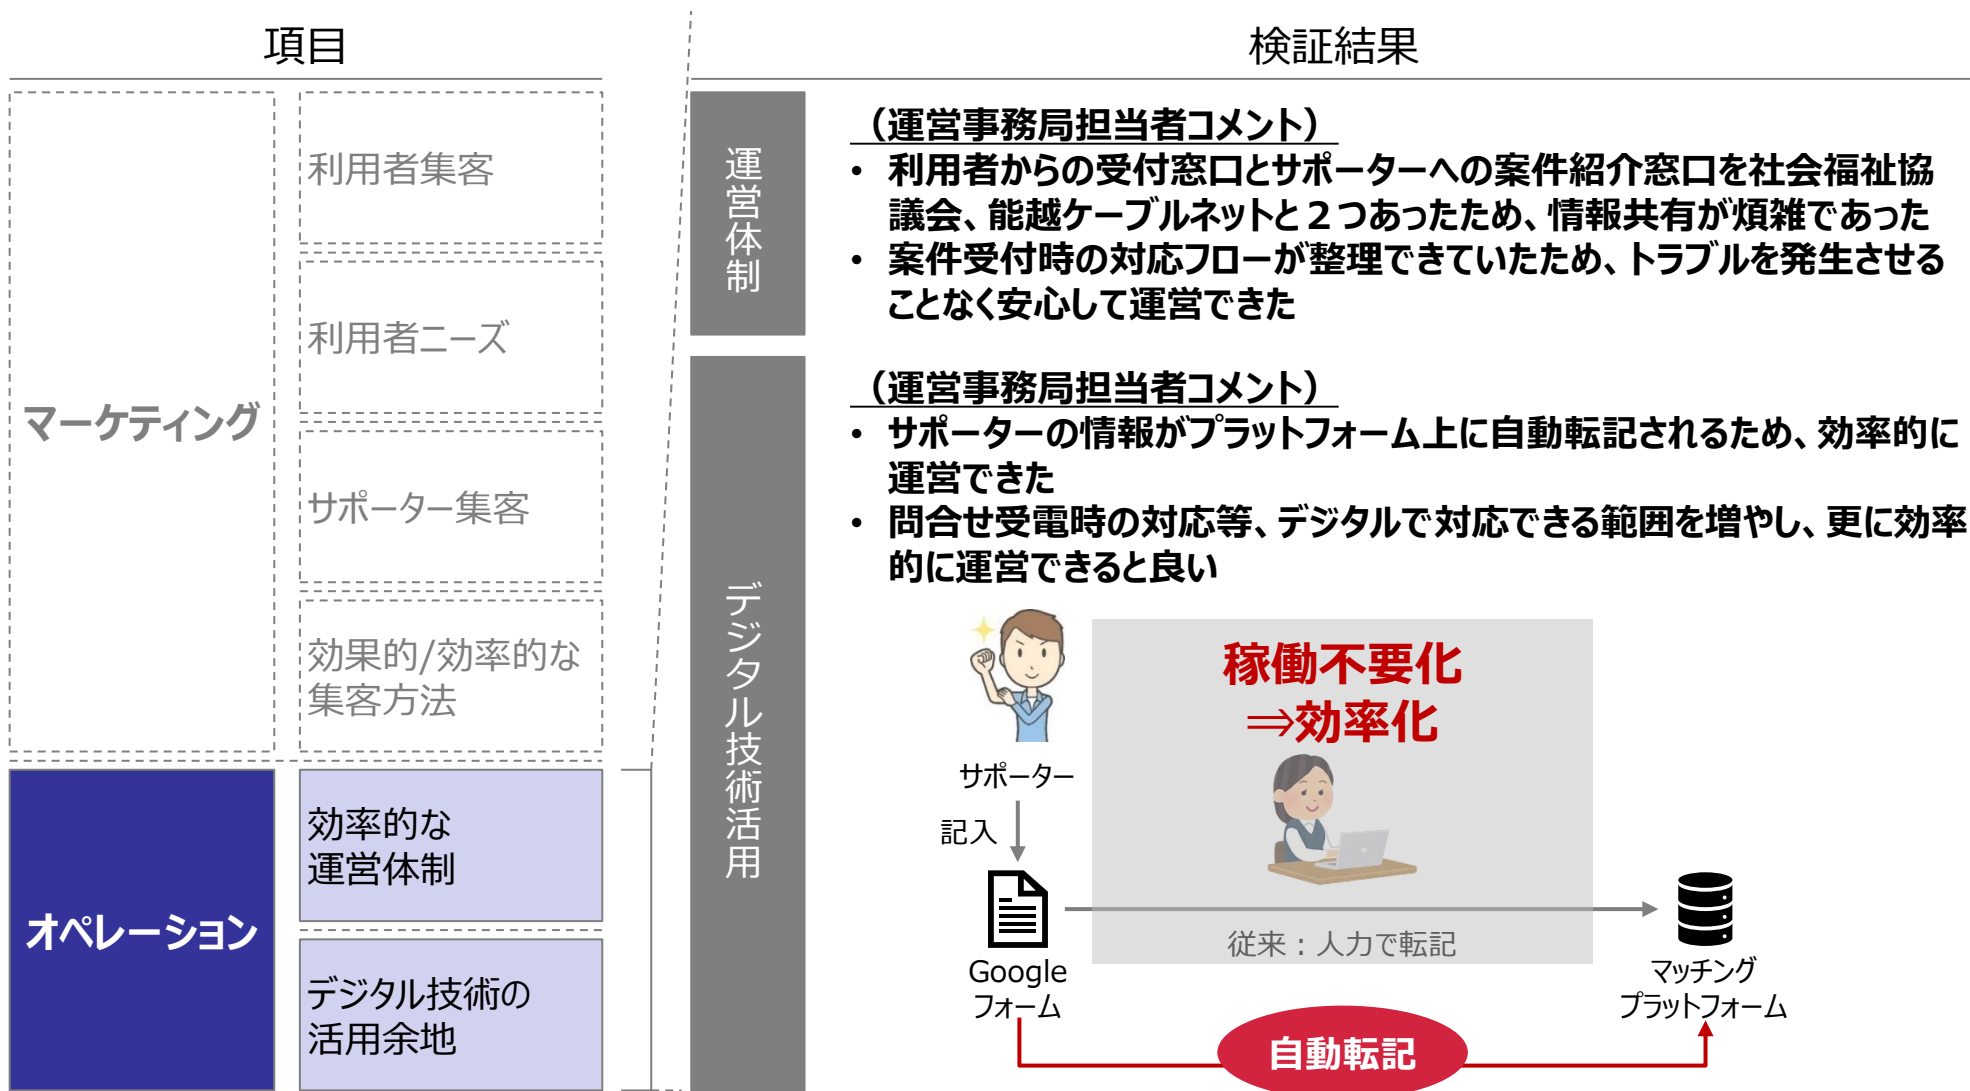 項目
検証結果
マーケティング
利用者集客
利用者ニーズ
サポーター集客
効果的/効率的な
集客方法
オペレーション
効率的な
運営体制
デジタル技術の
活用余地
運営体制
（運営事務局担当者コメント）
• 利用者からの受付窓口とサポーターへの案件紹介窓口を社会福祉協
議会、能越ケーブルネットと２つあったため、情報共有が煩雑であった
• 案件受付時の対応フローが整理できていたため、トラブルを発生させる
ことなく安心して運営できた
デジタル技術活用
（運営事務局担当者コメント）
• サポーターの情報がプラットフォーム上に自動転記されるため、効率的に
運営できた
• 問合せ受電時の対応等、デジタルで対応できる範囲を増やし、更に効率
的に運営できると良い
稼働不要化
⇒効率化
サポーター
記入
Google
フォーム
従来：人力で転記
マッチング
プラットフォーム
自動転記